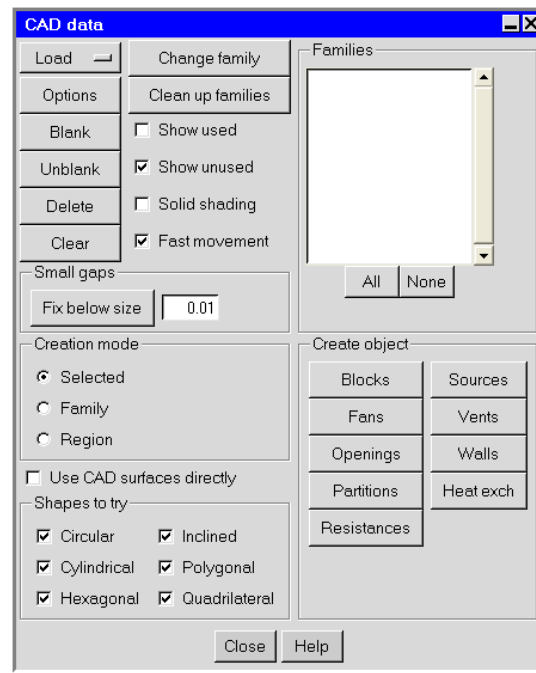 CAD data
Load Change family
Options Clean up families
Blank Show used
Unblank Show unused
Delete Solid shading
Clear Fast movement
Families
All None
Small gaps
Fix below size 0.01
Creation mode
Selected
Family
Region
Use CAD surfaces directly
Shapes to try
Circular Inclined
Cylindrical Polygonal
Hexagonal Quadrilateral
Create object
Blocks Sources
Fans Vents
Openings Walls
Partitions Heat exch
Resistances
Close Help